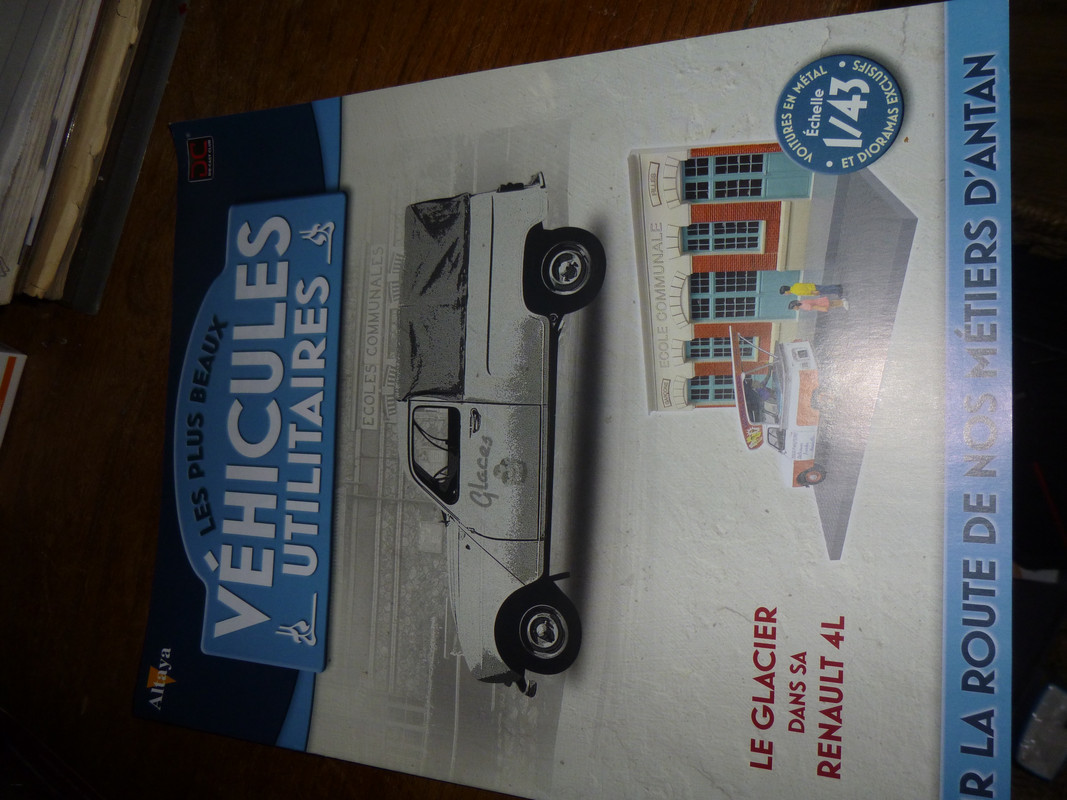 Altaya
LES PLUS BEAUX
VÉHICULES
UTILITAIRES
ECOLES COMMUNALES
Glaces
VOITURES EN MÉTAL
Échelle
1/43
• ET DIORAMAS EXCLUSIFS •
ECOLE COMMUNALE
FILLES
LE GLACIER
DANS SA
RENAULT 4L
R LA ROUTE DE NOS MÉTIERS D'ANTAN